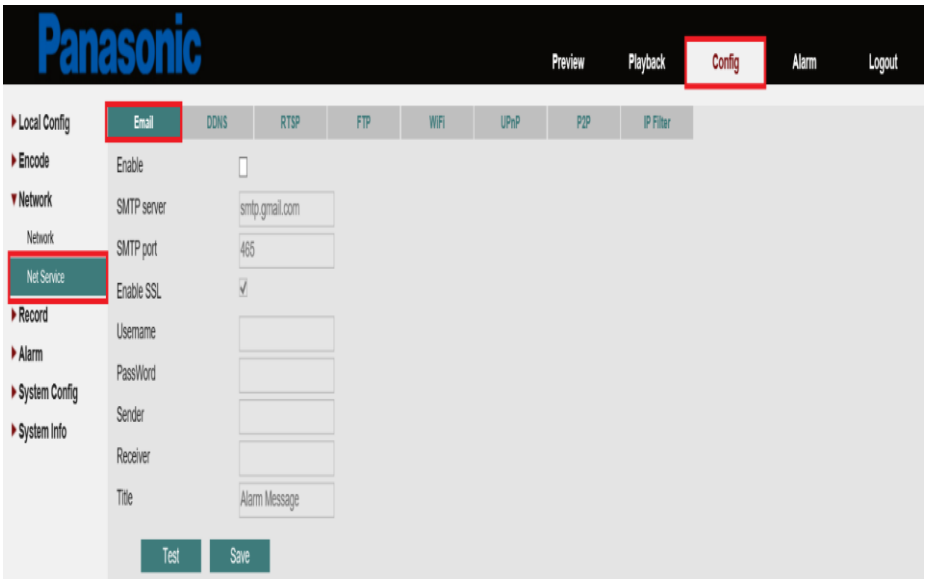 Panasonic
Preview Playback Config Alarm Logout
Local Config
Encode
Network
Network
Net Service
Record
Alarm
System Config
System Info
Email DDNS RTSP FTP WiFi UPnP P2P IP Filter
Enable
SMTP server smtp.gmail.com
SMTP port 465
Enable SSL
Username
PassWord
Sender
Receiver
Title Alarm Message
Test Save